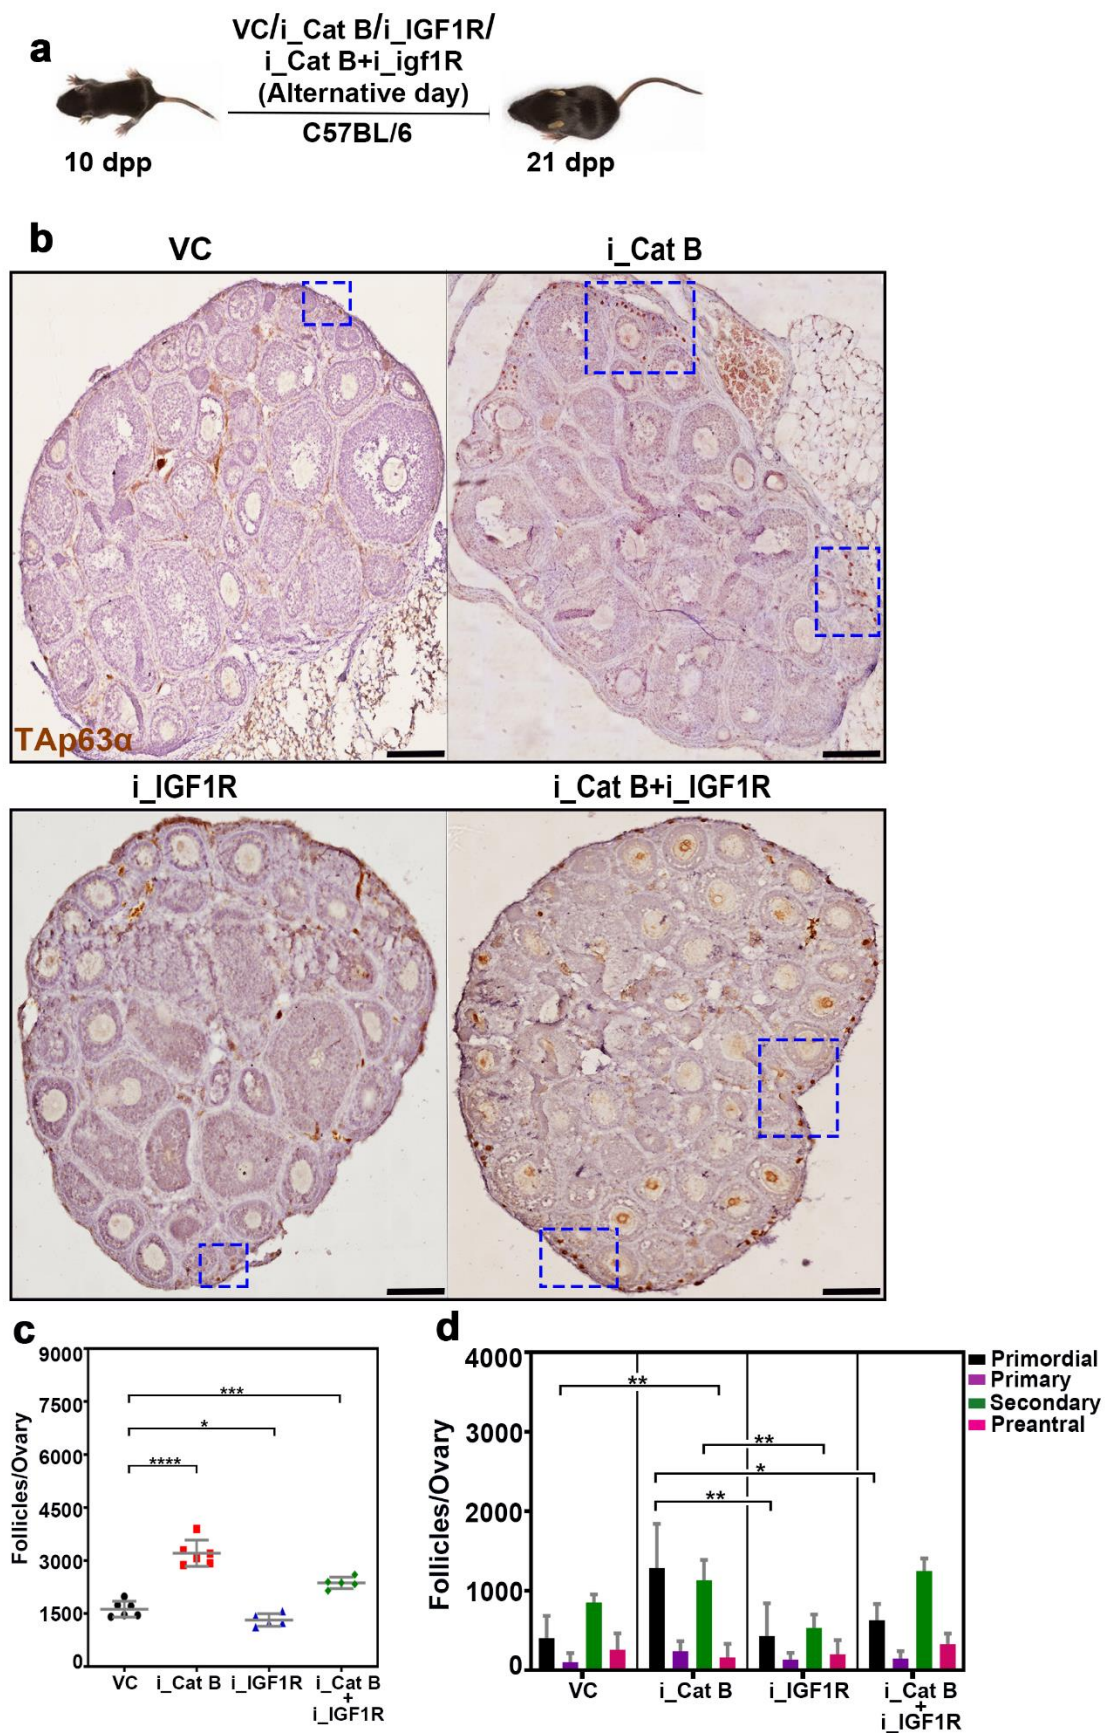 a
VC/i_Cat B/i_IGF1R/
i_Cat B+i_igf1R
(Alternative day)
C57BL/6
10 dpp
21 dpp
b
VC
i_Cat B
TAp63α
i_IGF1R
i_Cat B+i_IGF1R
c
Follicles/Ovary
9000
7500
6000
4500
3000
1500
0
***
*
****
VC
i_Cat B
i_IGF1R
i_Cat B
+
i_IGF1R
d
Follicles/Ovary
4000
3000
2000
1000
0
**
**
*
**
VC
i_Cat B
i_IGF1R
i_Cat B
+
i_IGF1R
Primordial
Primary
Secondary
Preantral